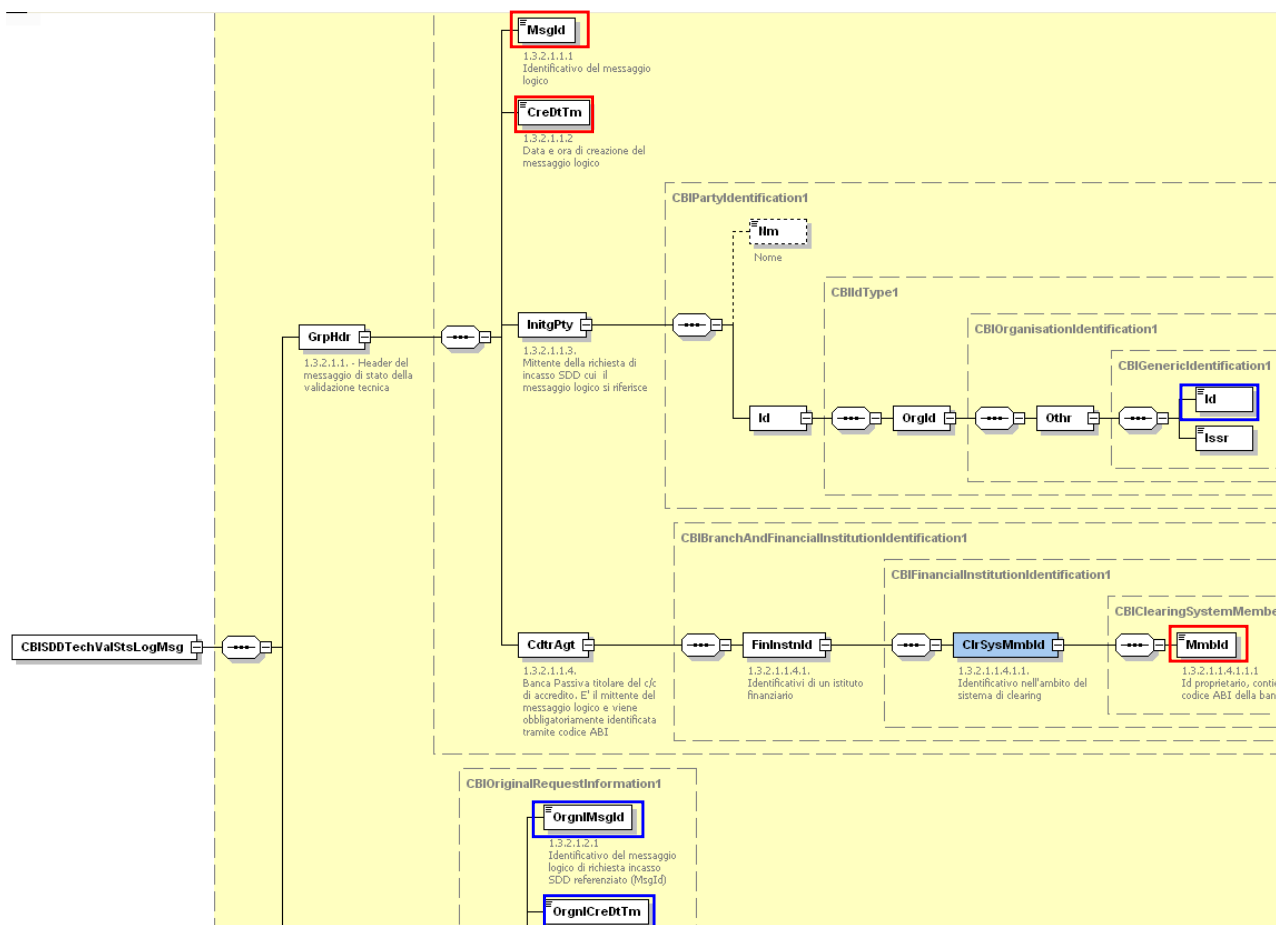 MsgId
1.3.2.1.1.1
Identificativo del messaggio
logico
CreDtTm
1.3.2.1.1.2
Data e ora di creazione del
messaggio logico
CBIPartyIdentification1
Nm
Nome
CBIIdType1
CBIOrganisationIdentification1
CBIGenericIdentification1
GrpHdr
1.3.2.1.1. - Header del
messaggio di stato della
validazione tecnica
InitgPty
1.3.2.1.1.3.
Mittente della richiesta di
incasso SDD cui il
messaggio logico si riferisce
Id
OrgId
Othr
Id
Issr
CBIBranchAndFinancialInstitutionIdentification1
CBIFinancialInstitutionIdentification1
CBIClearingSystemMembe
CBISDDTechValStsLogMsg
CdtrAgt
1.3.2.1.1.4.
Banca Passiva titolare del c/c
di accredito. E' il mittente del
messaggio logico e viene
obbligatoriamente identificata
tramite codice ABI
FinInstnId
1.3.2.1.1.4.1.
Identificativi di un istituto
finanziario
ClrSysMmbId
1.3.2.1.1.4.1.1.
Identificativo nell'ambito del
sistema di clearing
MmbId
1.3.2.1.1.4.1.1.1
Id proprietario, contie
codice ABI della ban
CBIOriginalRequestInformation1
OrgnlMsgId
1.3.2.1.2.1
Identificativo del messaggio
logico di richiesta incasso
SDD referenziato (MsgId)
OrgnlCreDtTm